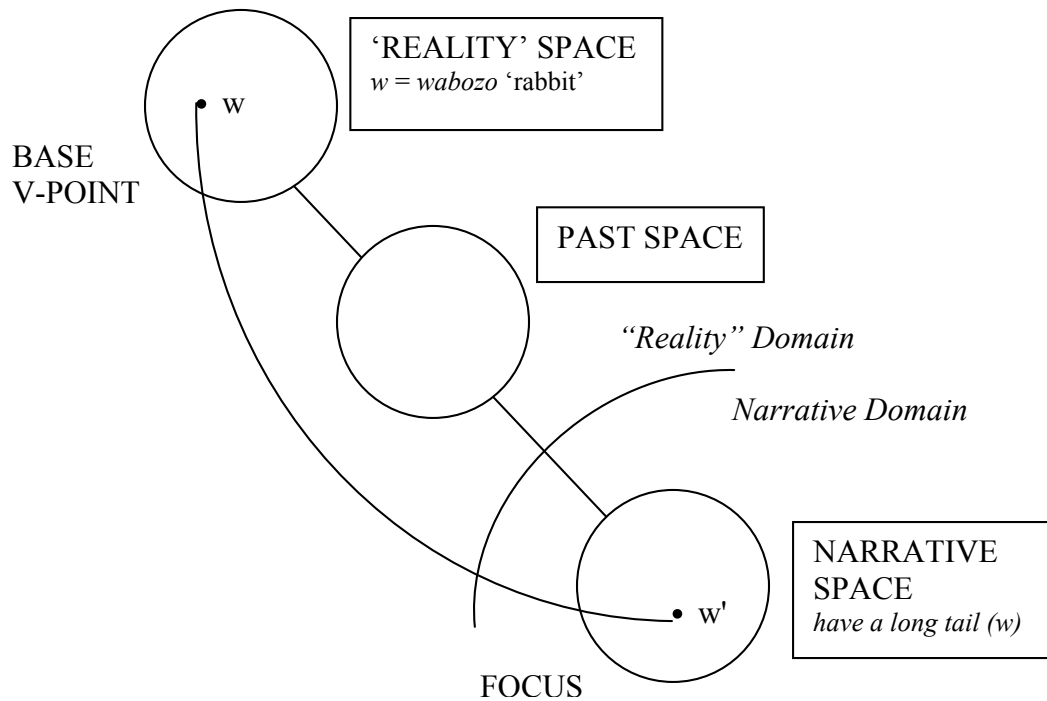 ‘REALITY’ SPACE
w = wabozo ‘rabbit’
w
BASE
V-POINT
PAST SPACE
“Reality” Domain
Narrative Domain
NARRATIVE
SPACE
have a long tail (w)
w'
FOCUS